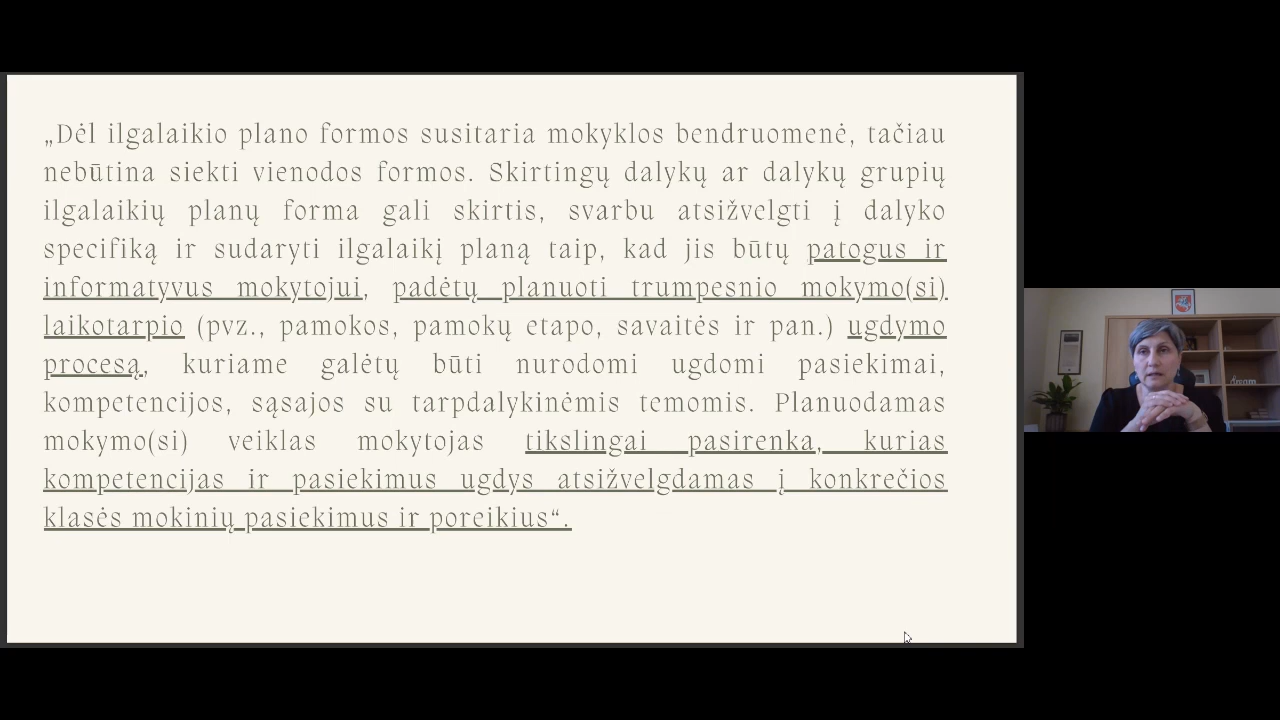 „Dėl ilgalaikio plano formos susitaria mokyklos bendruomenė, tačiau
nebūtina siekti vienodos formos. Skirtingų dalykų ar dalykų grupių
ilgalaikių planų forma gali skirtis, svarbu atsižvelgti į dalyko
specifiką ir sudaryti ilgalaikį planą taip, kad jis būtų patogus ir
informatyvus mokytojui, padėtų planuoti trumpesnio mokymo(si)
laikotarpio (pvz., pamokos, pamokų etapo, savaitės ir pan.) ugdymo
procesą, kuriame galėtų būti nurodomi ugdomi pasiekimai,
kompetencijos, sąsajos su tarpdalykinėmis temomis. Planuodamas
mokymo(si) veiklas mokytojas tikslingai pasirenka, kurias
kompetencijas ir pasiekimus ugdys atsižvelgdamas į konkrečios
klasės mokinių pasiekimus ir poreikius“.
dream